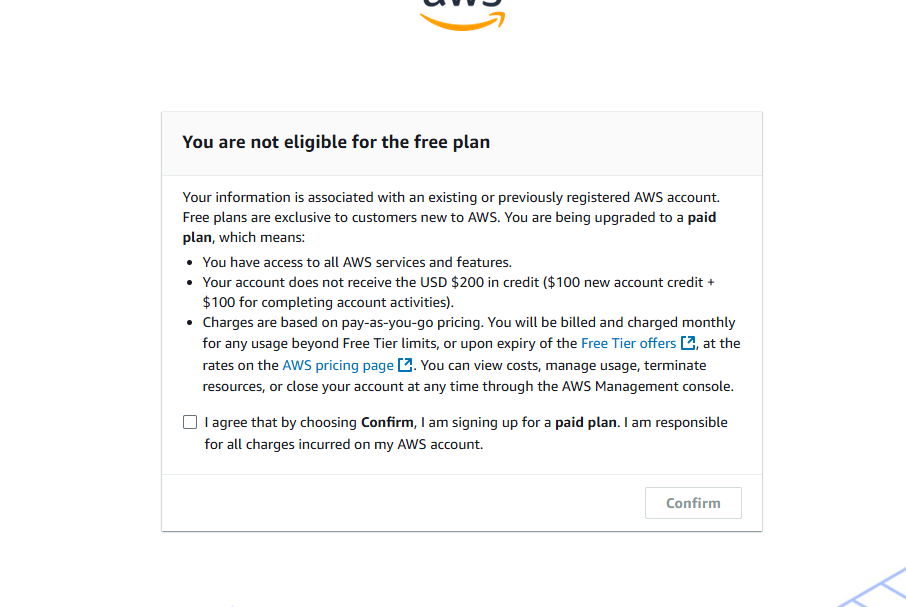 aws
You are not eligible for the free plan
Your information is associated with an existing or previously registered AWS account.
Free plans are exclusive to customers new to AWS. You are being upgraded to a paid
plan, which means:
• You have access to all AWS services and features.
• Your account does not receive the USD $200 in credit ($100 new account credit +
$100 for completing account activities).
• Charges are based on pay-as-you-go pricing. You will be billed and charged monthly
for any usage beyond Free Tier limits, or upon expiry of the Free Tier offers, at the
rates on the AWS pricing page. You can view costs, manage usage, terminate
resources, or close your account at any time through the AWS Management console.
I agree that by choosing Confirm, I am signing up for a paid plan. I am responsible
for all charges incurred on my AWS account.
Confirm